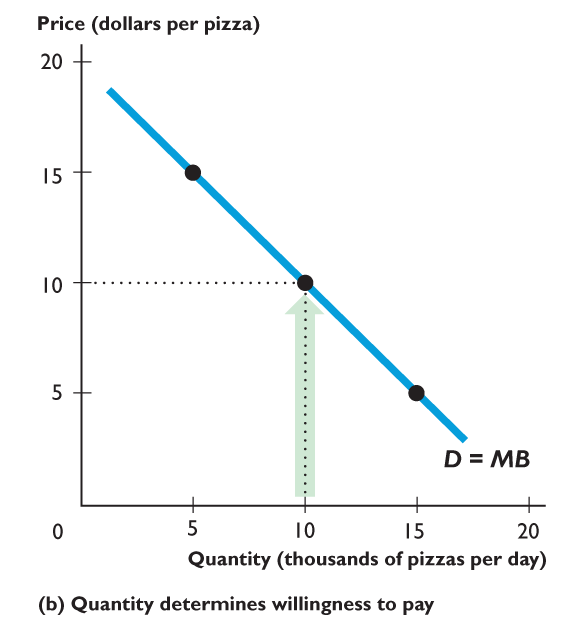 Price (dollars per pizza)
20
15
10
5
0
5
10
15
20
D = MB
Quantity (thousands of pizzas per day)
(b) Quantity determines willingness to pay